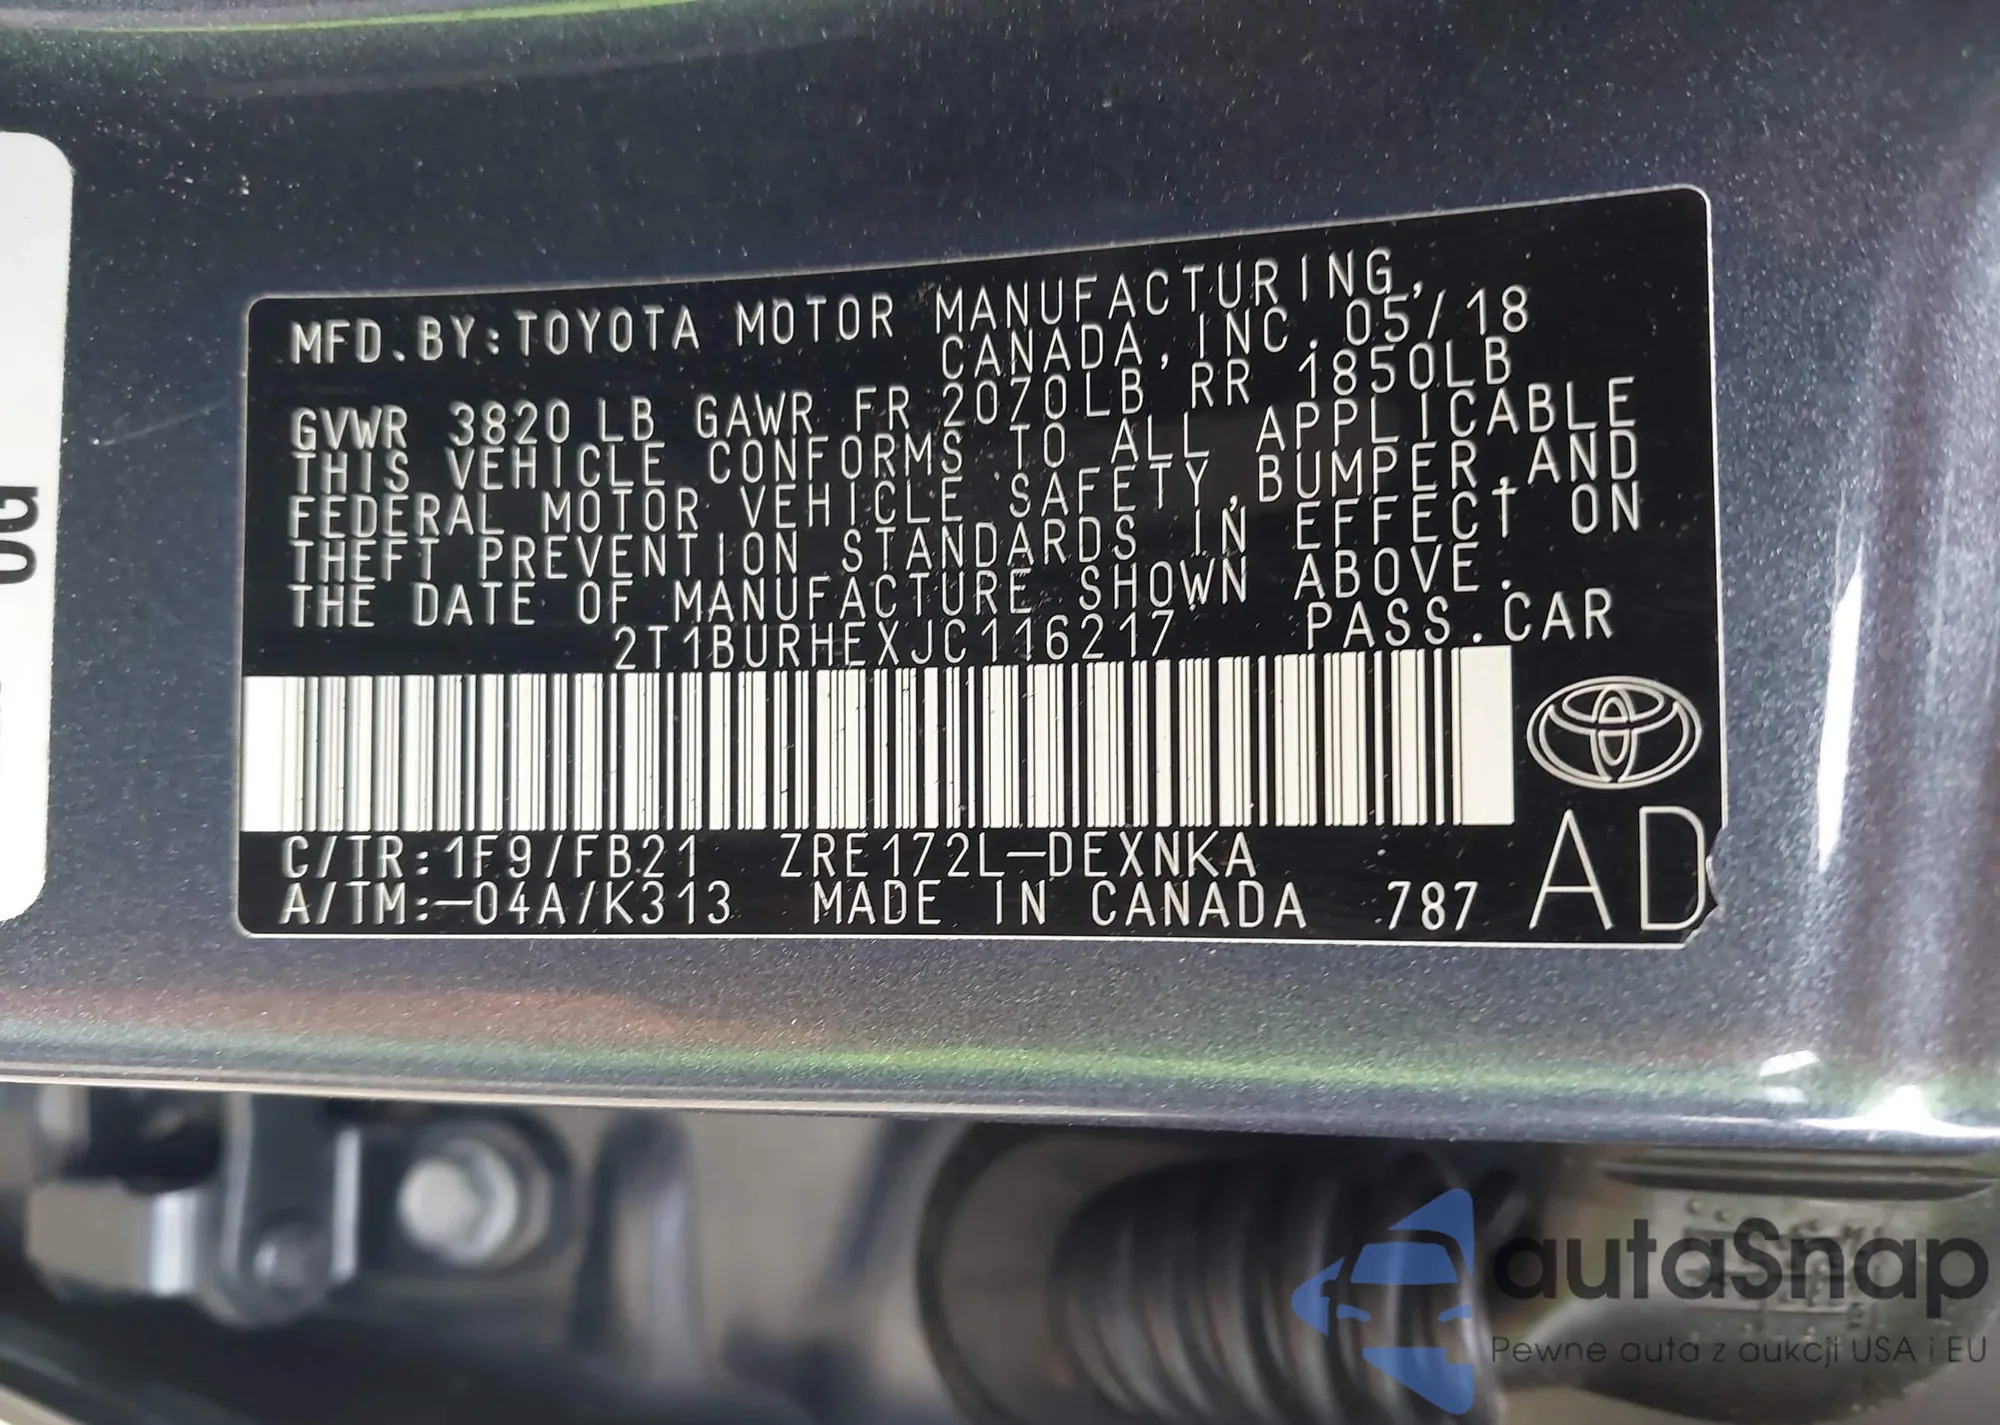 MFD.BY:TOYOTA MOTOR MANUFACTURING,
CANADA,INC. 05/18
GVWR 3820 LB GAWR FR 2070LB RR 1850LB
THIS VEHICLE CONFORMS TO ALL APPLICABLE
FEDERAL MOTOR VEHICLE SAFETY,BUMPER,AND
THEFT PREVENTION STANDARDS IN EFFECT ON
THE DATE OF MANUFACTURE SHOWN ABOVE.
2T1BURHEXJC116217 PASS.CAR
C/TR:1F9/FB21 ZRE172L-DEXNKA
A/TM:-04A/K313 MADE IN CANADA 787
AD
autaSnap
Pewne auta z aukcji USA i EU